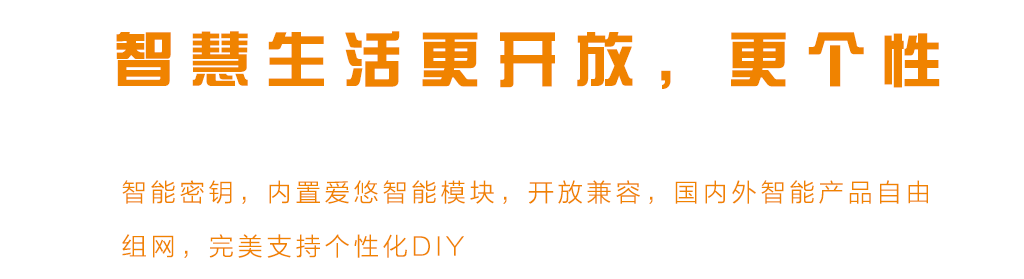 智慧生活更开放，更个性
智能密钥，内置爱悠智能模块，开放兼容，国内外智能产品自由
组网，完美支持个性化DIY